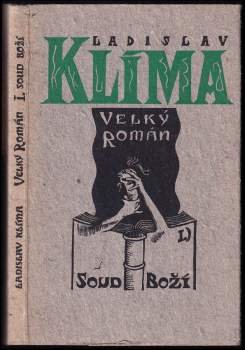 LADISLAV KLÍMA VELKÝ ROMÁN I. SOUD BOŽÍ
LADISLAV
KLÍMA
VELKÝ
ROMÁN
I.)
SOUD BOŽÍ